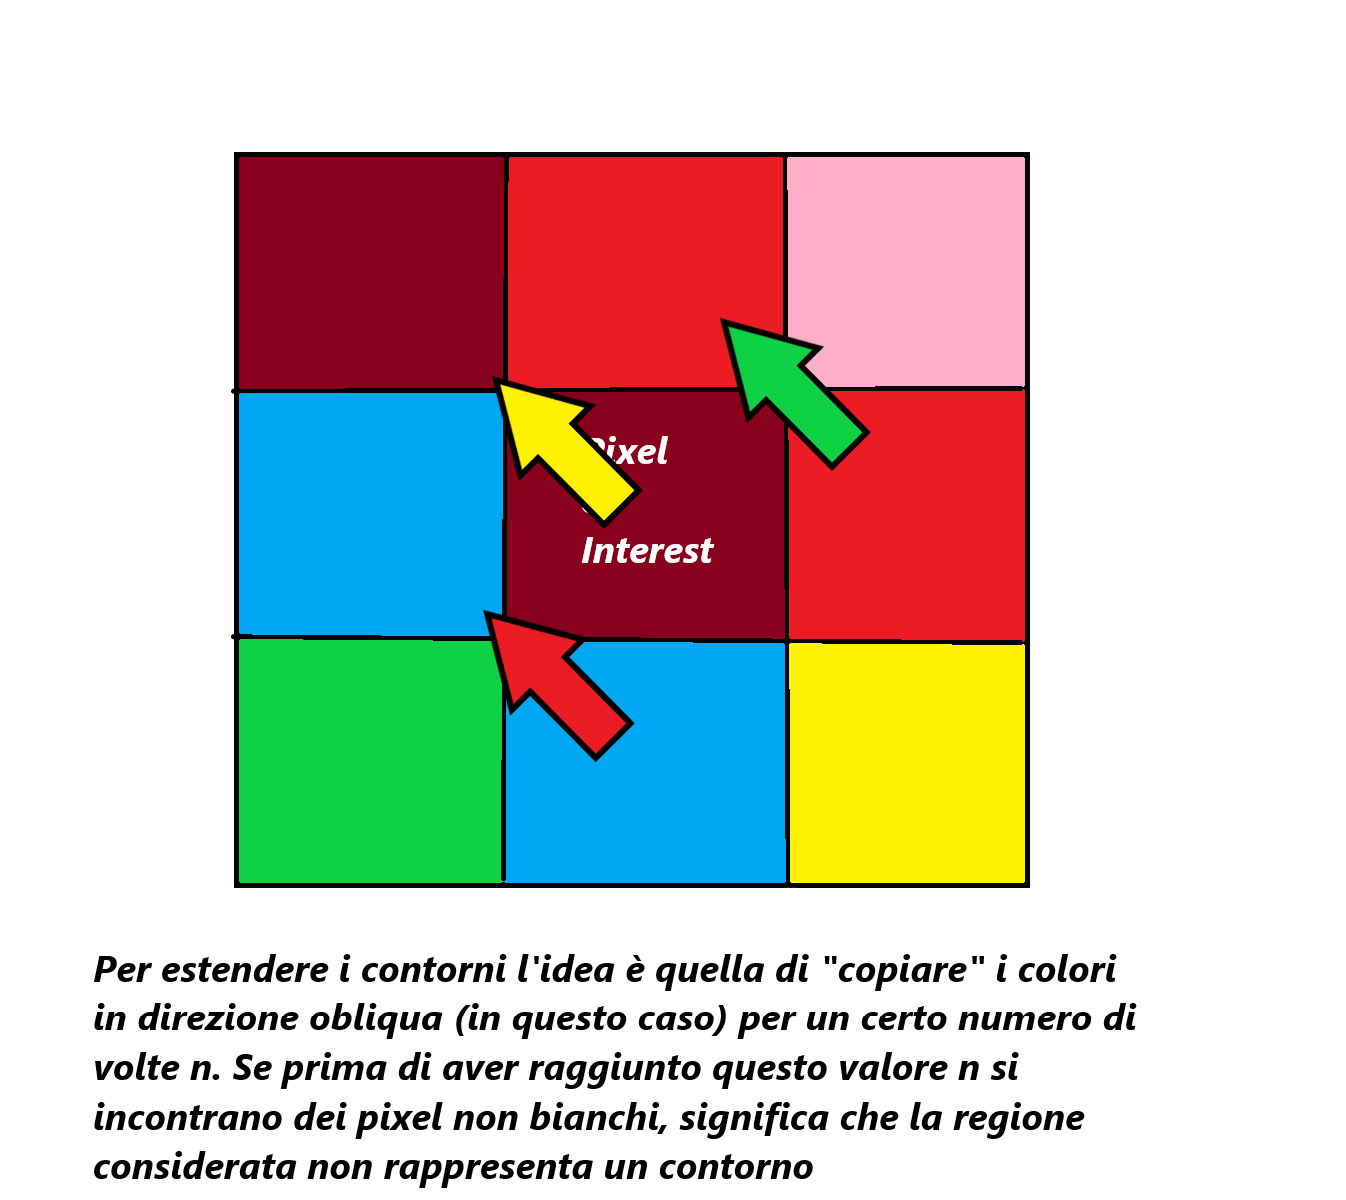 Pixel
Interest
Per estendere i contorni l'idea è quella di "copiare" i colori
in direzione obliqua (in questo caso) per un certo numero di
volte n. Se prima di aver raggiunto questo valore n si
incontrano dei pixel non bianchi, significa che la regione
considerata non rappresenta un contorno